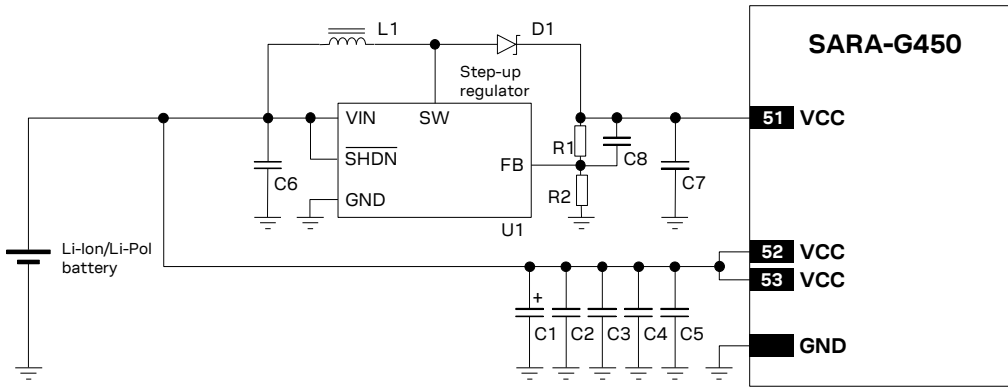 L1
D1
SARA-G450
Step-up
regulator
VIN
SW
51 VCC
R1
C8
SHDN
FB
C6
C7
R2
GND
U1
Li-Ion/Li-Pol
battery
52 VCC
53 VCC
+
C1
C2
C3
C4
C5
GND